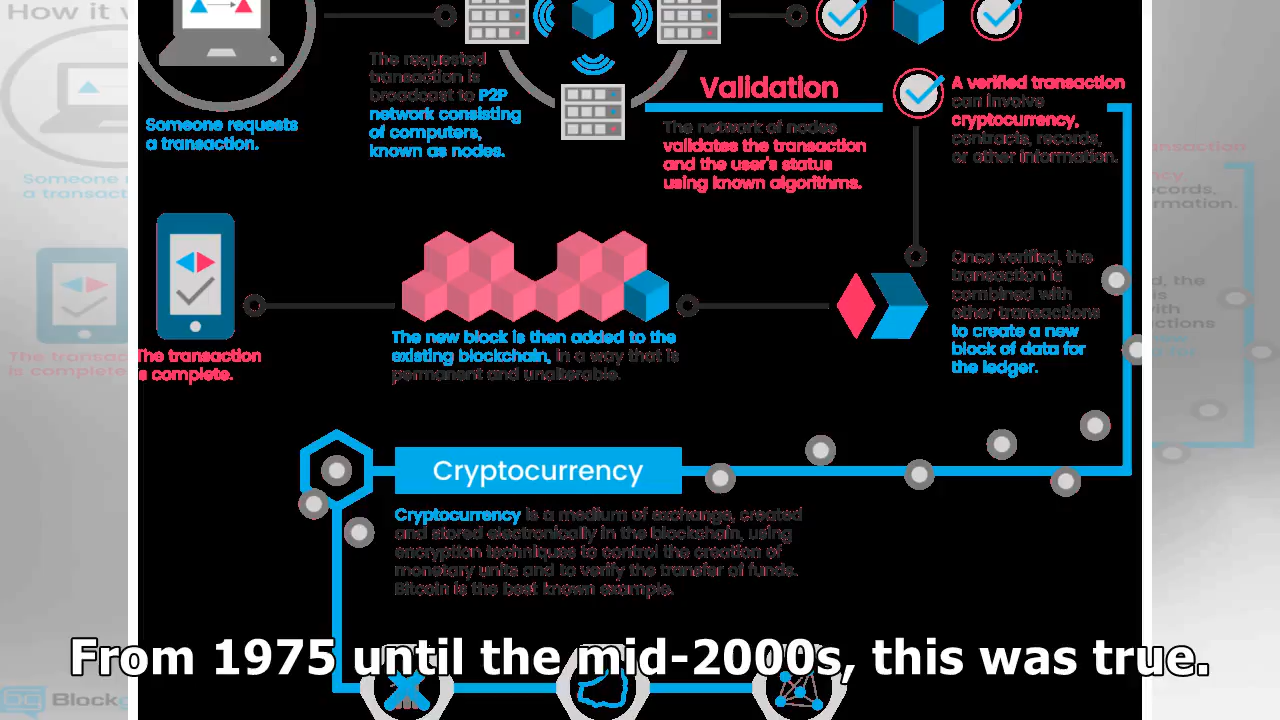 How it v
Someone requests
a transaction.
The requested
transaction is
broadcast to P2P
network consisting
of computers,
known as nodes.
Validation
The network of nodes
validates the transaction
and the user's status
using known algorithms.
A verified transaction
can involve
cryptocurrency,
contracts, records,
or other information.
The transaction
is complete.
The new block is then added to the
existing blockchain, in a way that is
permanent and unalterable.
Once verified, the
transaction is
combined with
other transactions
to create a new
block of data for
the ledger.
Cryptocurrency
Cryptocurrency is a medium of exchange, created
and stored electronically in the blockchain, using
encryption techniques to control the creation of
monetary units and to verify the transfer of funds.
Bitcoin is the best known example.
From 1975 until the mid-2000s, this was true.